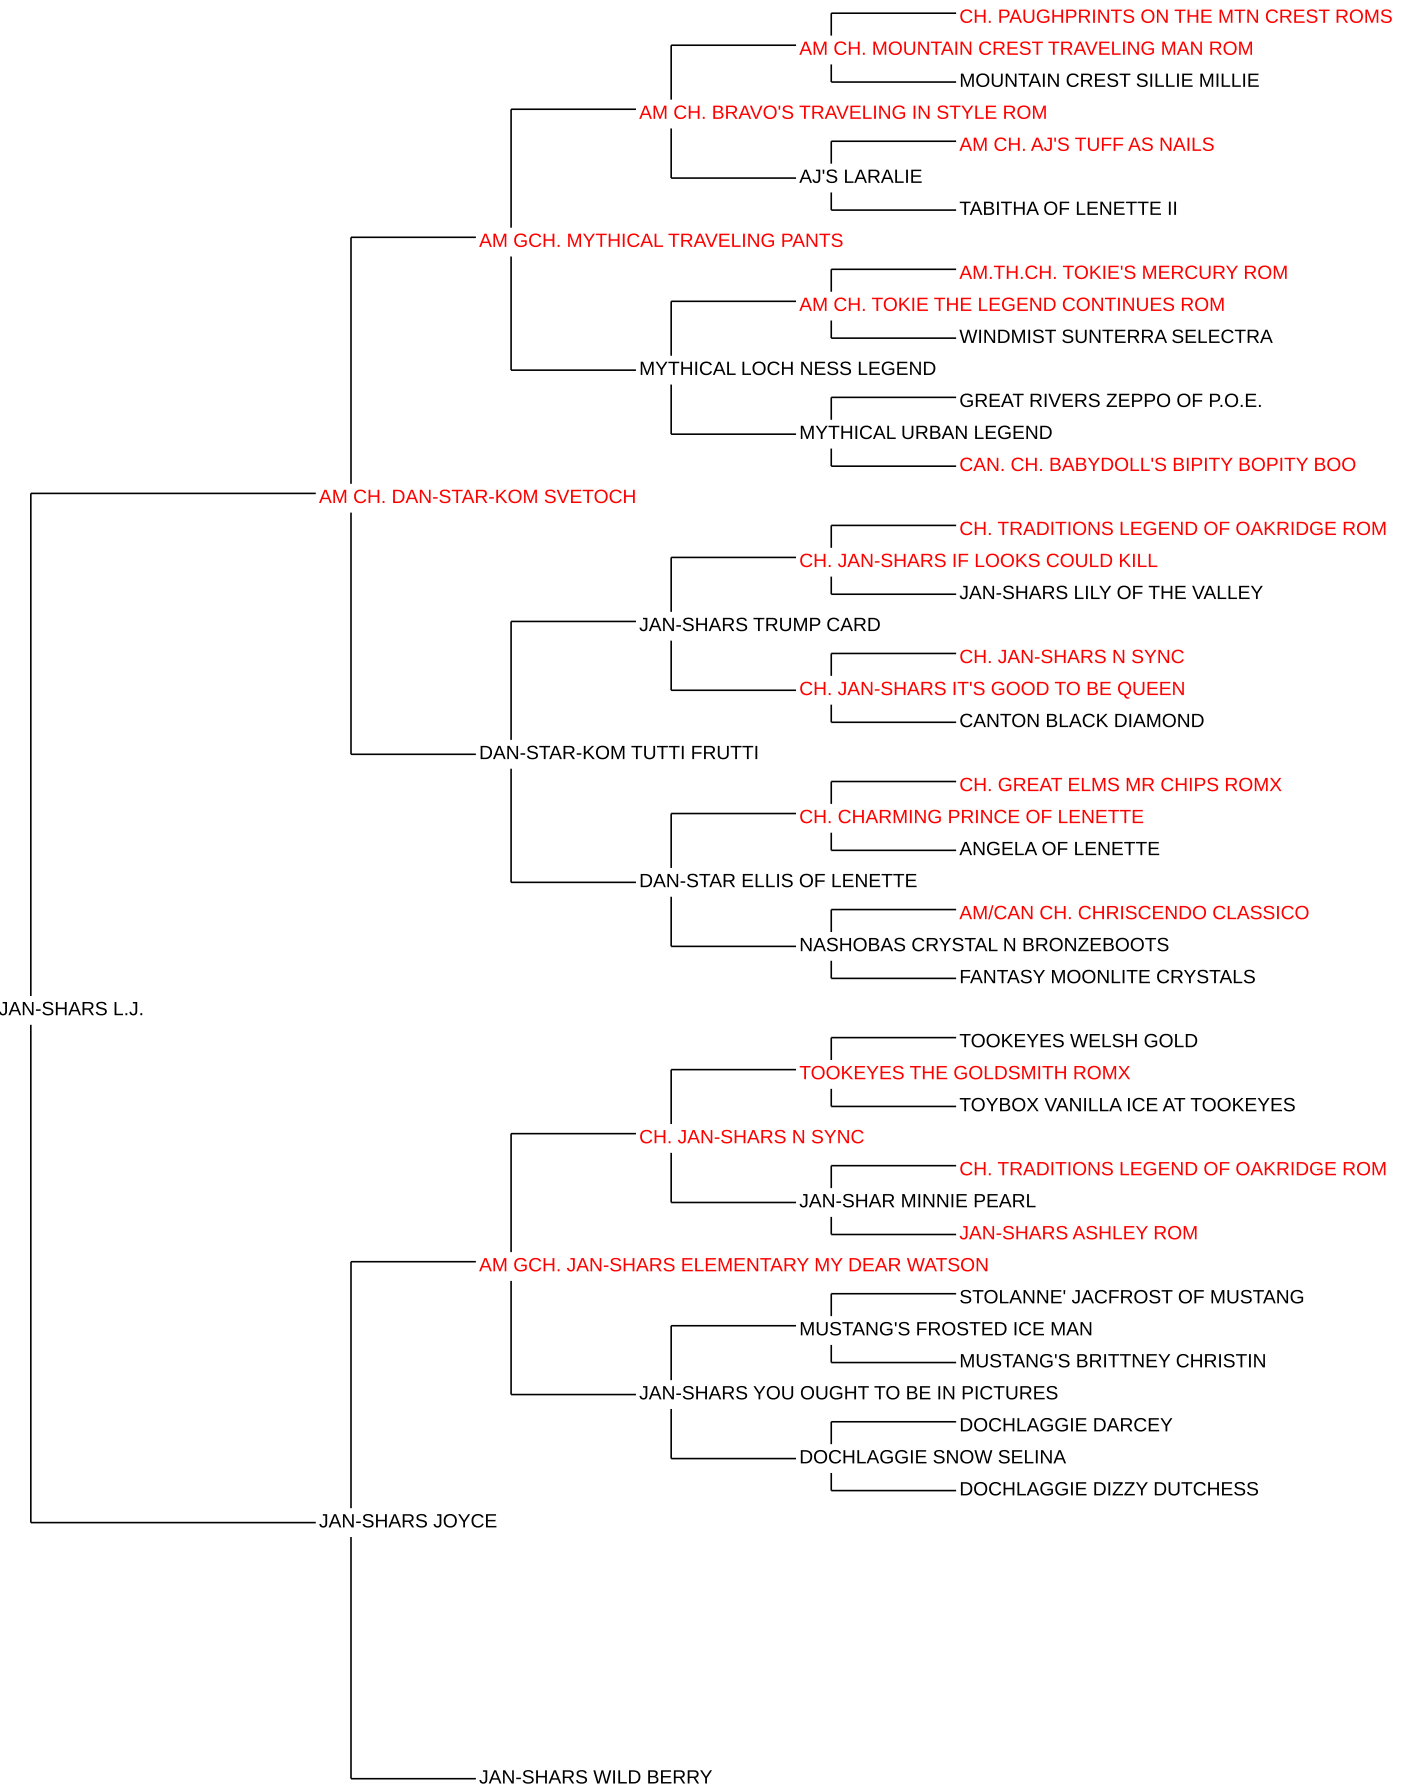 CH. PAUGHPRINTS ON THE MTN CREST ROMS
AM CH. MOUNTAIN CREST TRAVELING MAN ROM
MOUNTAIN CREST SILLIE MILLIE
AM CH. BRAVO'S TRAVELING IN STYLE ROM
AM CH. AJ'S TUFF AS NAILS
AJ'S LARALIE
TABITHA OF LENETTE II
AM GCH. MYTHICAL TRAVELING PANTS
AM.TH.CH. TOKIE'S MERCURY ROM
AM CH. TOKIE THE LEGEND CONTINUES ROM
WINDMIST SUNTERRA SELECTRA
MYTHICAL LOCH NESS LEGEND
GREAT RIVERS ZEPPO OF P.O.E.
MYTHICAL URBAN LEGEND
CAN. CH. BABYDOLL'S BIPITY BOPITY BOO
AM CH. DAN-STAR-KOM SVETOCH
CH. TRADITIONS LEGEND OF OAKRIDGE ROM
CH. JAN-SHARS IF LOOKS COULD KILL
JAN-SHARS LILY OF THE VALLEY
JAN-SHARS TRUMP CARD
CH. JAN-SHARS N SYNC
CH. JAN-SHARS IT'S GOOD TO BE QUEEN
CANTON BLACK DIAMOND
DAN-STAR-KOM TUTTI FRUTTI
CH. GREAT ELMS MR CHIPS ROMX
CH. CHARMING PRINCE OF LENETTE
ANGELA OF LENETTE
DAN-STAR ELLIS OF LENETTE
AM/CAN CH. CHRISCENDO CLASSICO
NASHOBAS CRYSTAL N BRONZEBOOTS
FANTASY MOONLITE CRYSTALS
JAN-SHARS L.J.
TOOKEYES WELSH GOLD
TOOKEYES THE GOLDSMITH ROMX
TOYBOX VANILLA ICE AT TOOKEYES
CH. JAN-SHARS N SYNC
CH. TRADITIONS LEGEND OF OAKRIDGE ROM
JAN-SHAR MINNIE PEARL
JAN-SHARS ASHLEY ROM
AM GCH. JAN-SHARS ELEMENTARY MY DEAR WATSON
STOLANNE' JACFROST OF MUSTANG
MUSTANG'S FROSTED ICE MAN
MUSTANG'S BRITTNEY CHRISTIN
JAN-SHARS YOU OUGHT TO BE IN PICTURES
DOCHLAGGIE DARCEY
DOCHLAGGIE SNOW SELINA
DOCHLAGGIE DIZZY DUTCHESS
JAN-SHARS JOYCE
JAN-SHARS WILD BERRY